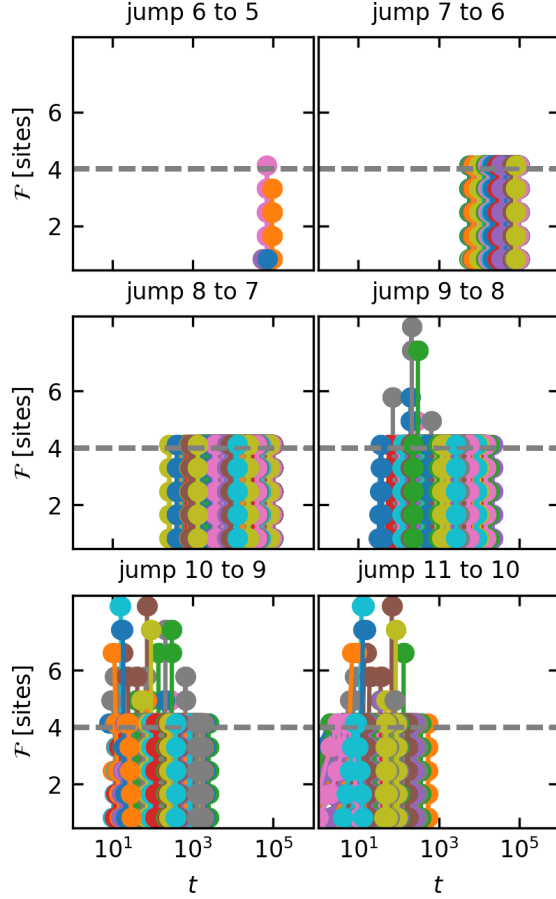 jump 6 to 5
jump 7 to 6
ℱ [sites]
6
4
2
jump 8 to 7
jump 9 to 8
ℱ [sites]
6
4
2
jump 10 to 9
jump 11 to 10
ℱ [sites]
6
4
2
10¹ 10³ 10⁵
10¹ 10³ 10⁵
t
t